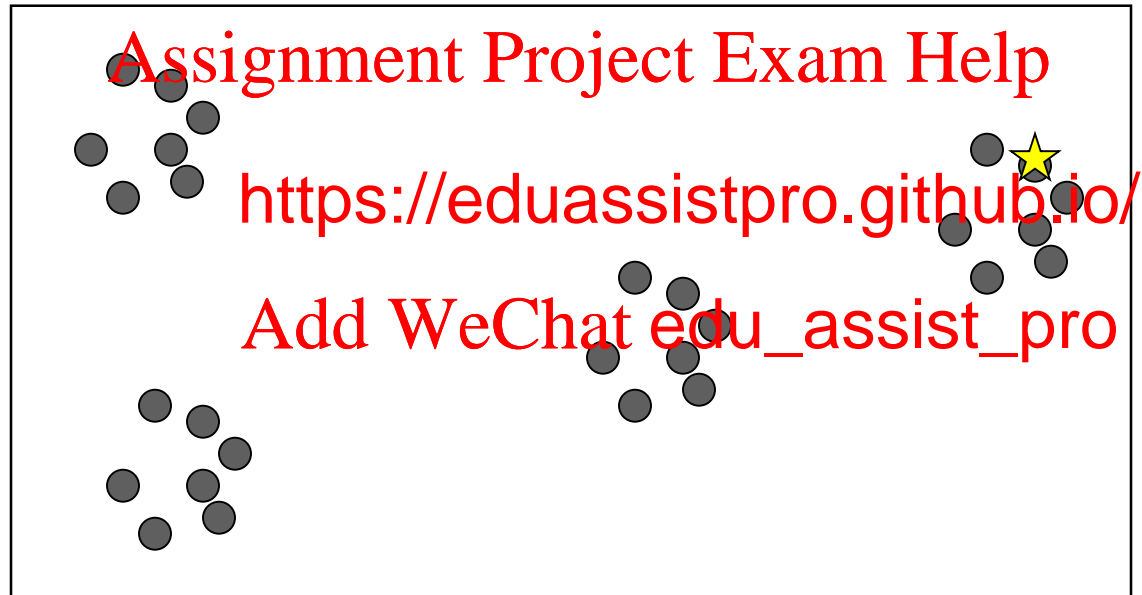 Assignment Project Exam Help
https://eduassistpro.github.io/
Add WeChat edu_assist_pro